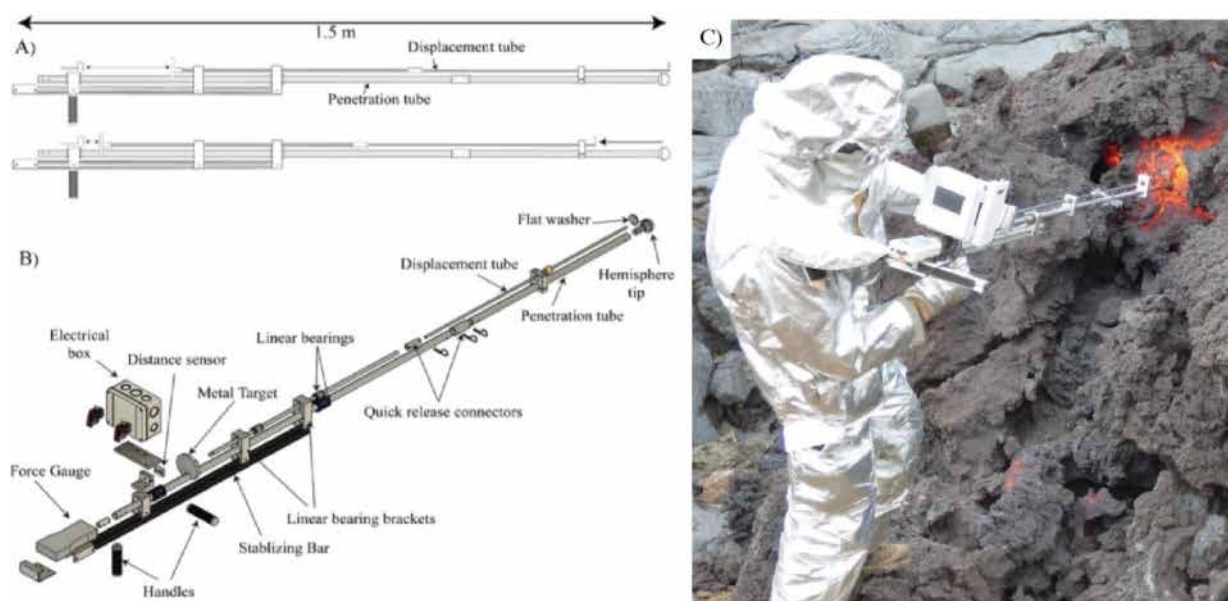 1.5 m
A)
Displacement tube
Penetration tube
B)
Flat washer
Displacement tube
Hemisphere
tip
Penetration tube
Electrical
box
Linear bearings
Distance sensor
Metal Target
Quick release connectors
Force Gauge
Linear bearing brackets
Stablizing Bar
Handles
C)